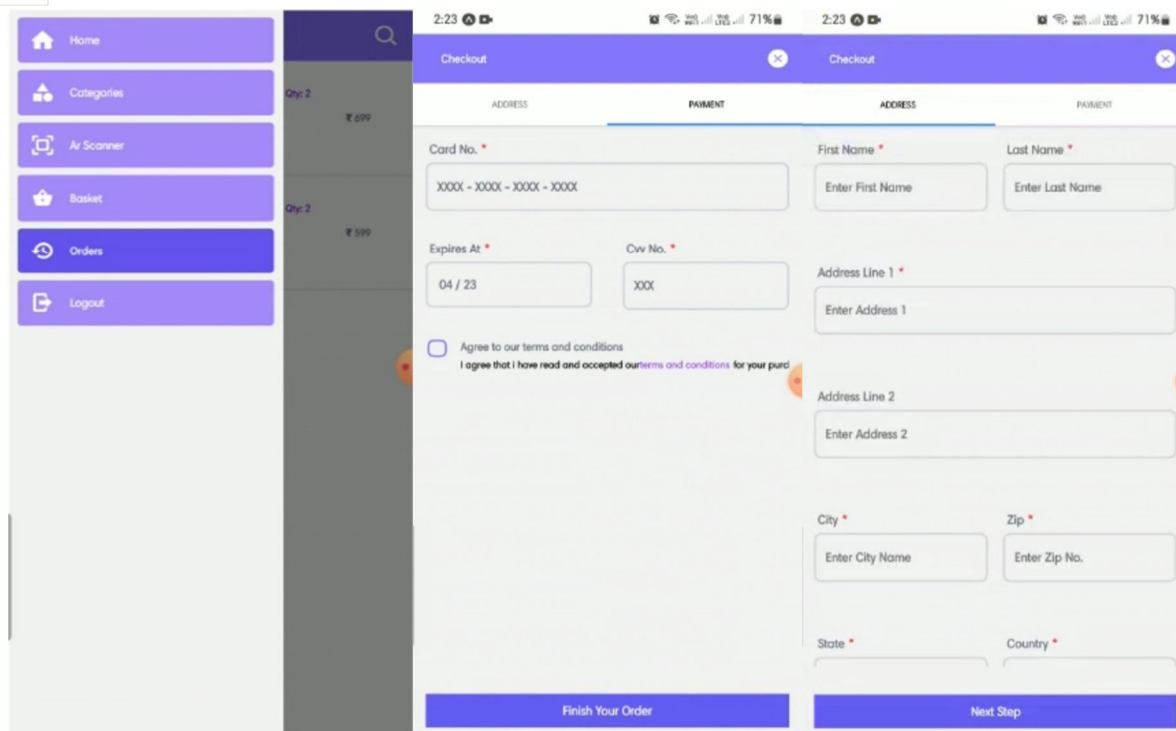 Home
Categories
Ar Scanner
Basket
Orders
Logout
Qty: 2
₹ 699
Qty: 2
₹ 599
2:23
71%
Checkout
ADDRESS PAYMENT
Card No. *
XXXX - XXXX - XXXX - XXXX
Expires At * Cvv No. *
04 / 23 XXX
Agree to our terms and conditions
I agree that i have read and accepted ourterms and conditions for your purc
Finish Your Order
2:23
71%
Checkout
ADDRESS PAYMENT
First Name * Last Name *
Enter First Name Enter Last Name
Address Line 1 *
Enter Address 1
Address Line 2
Enter Address 2
City * Zip *
Enter City Name Enter Zip No.
State * Country *
Next Step